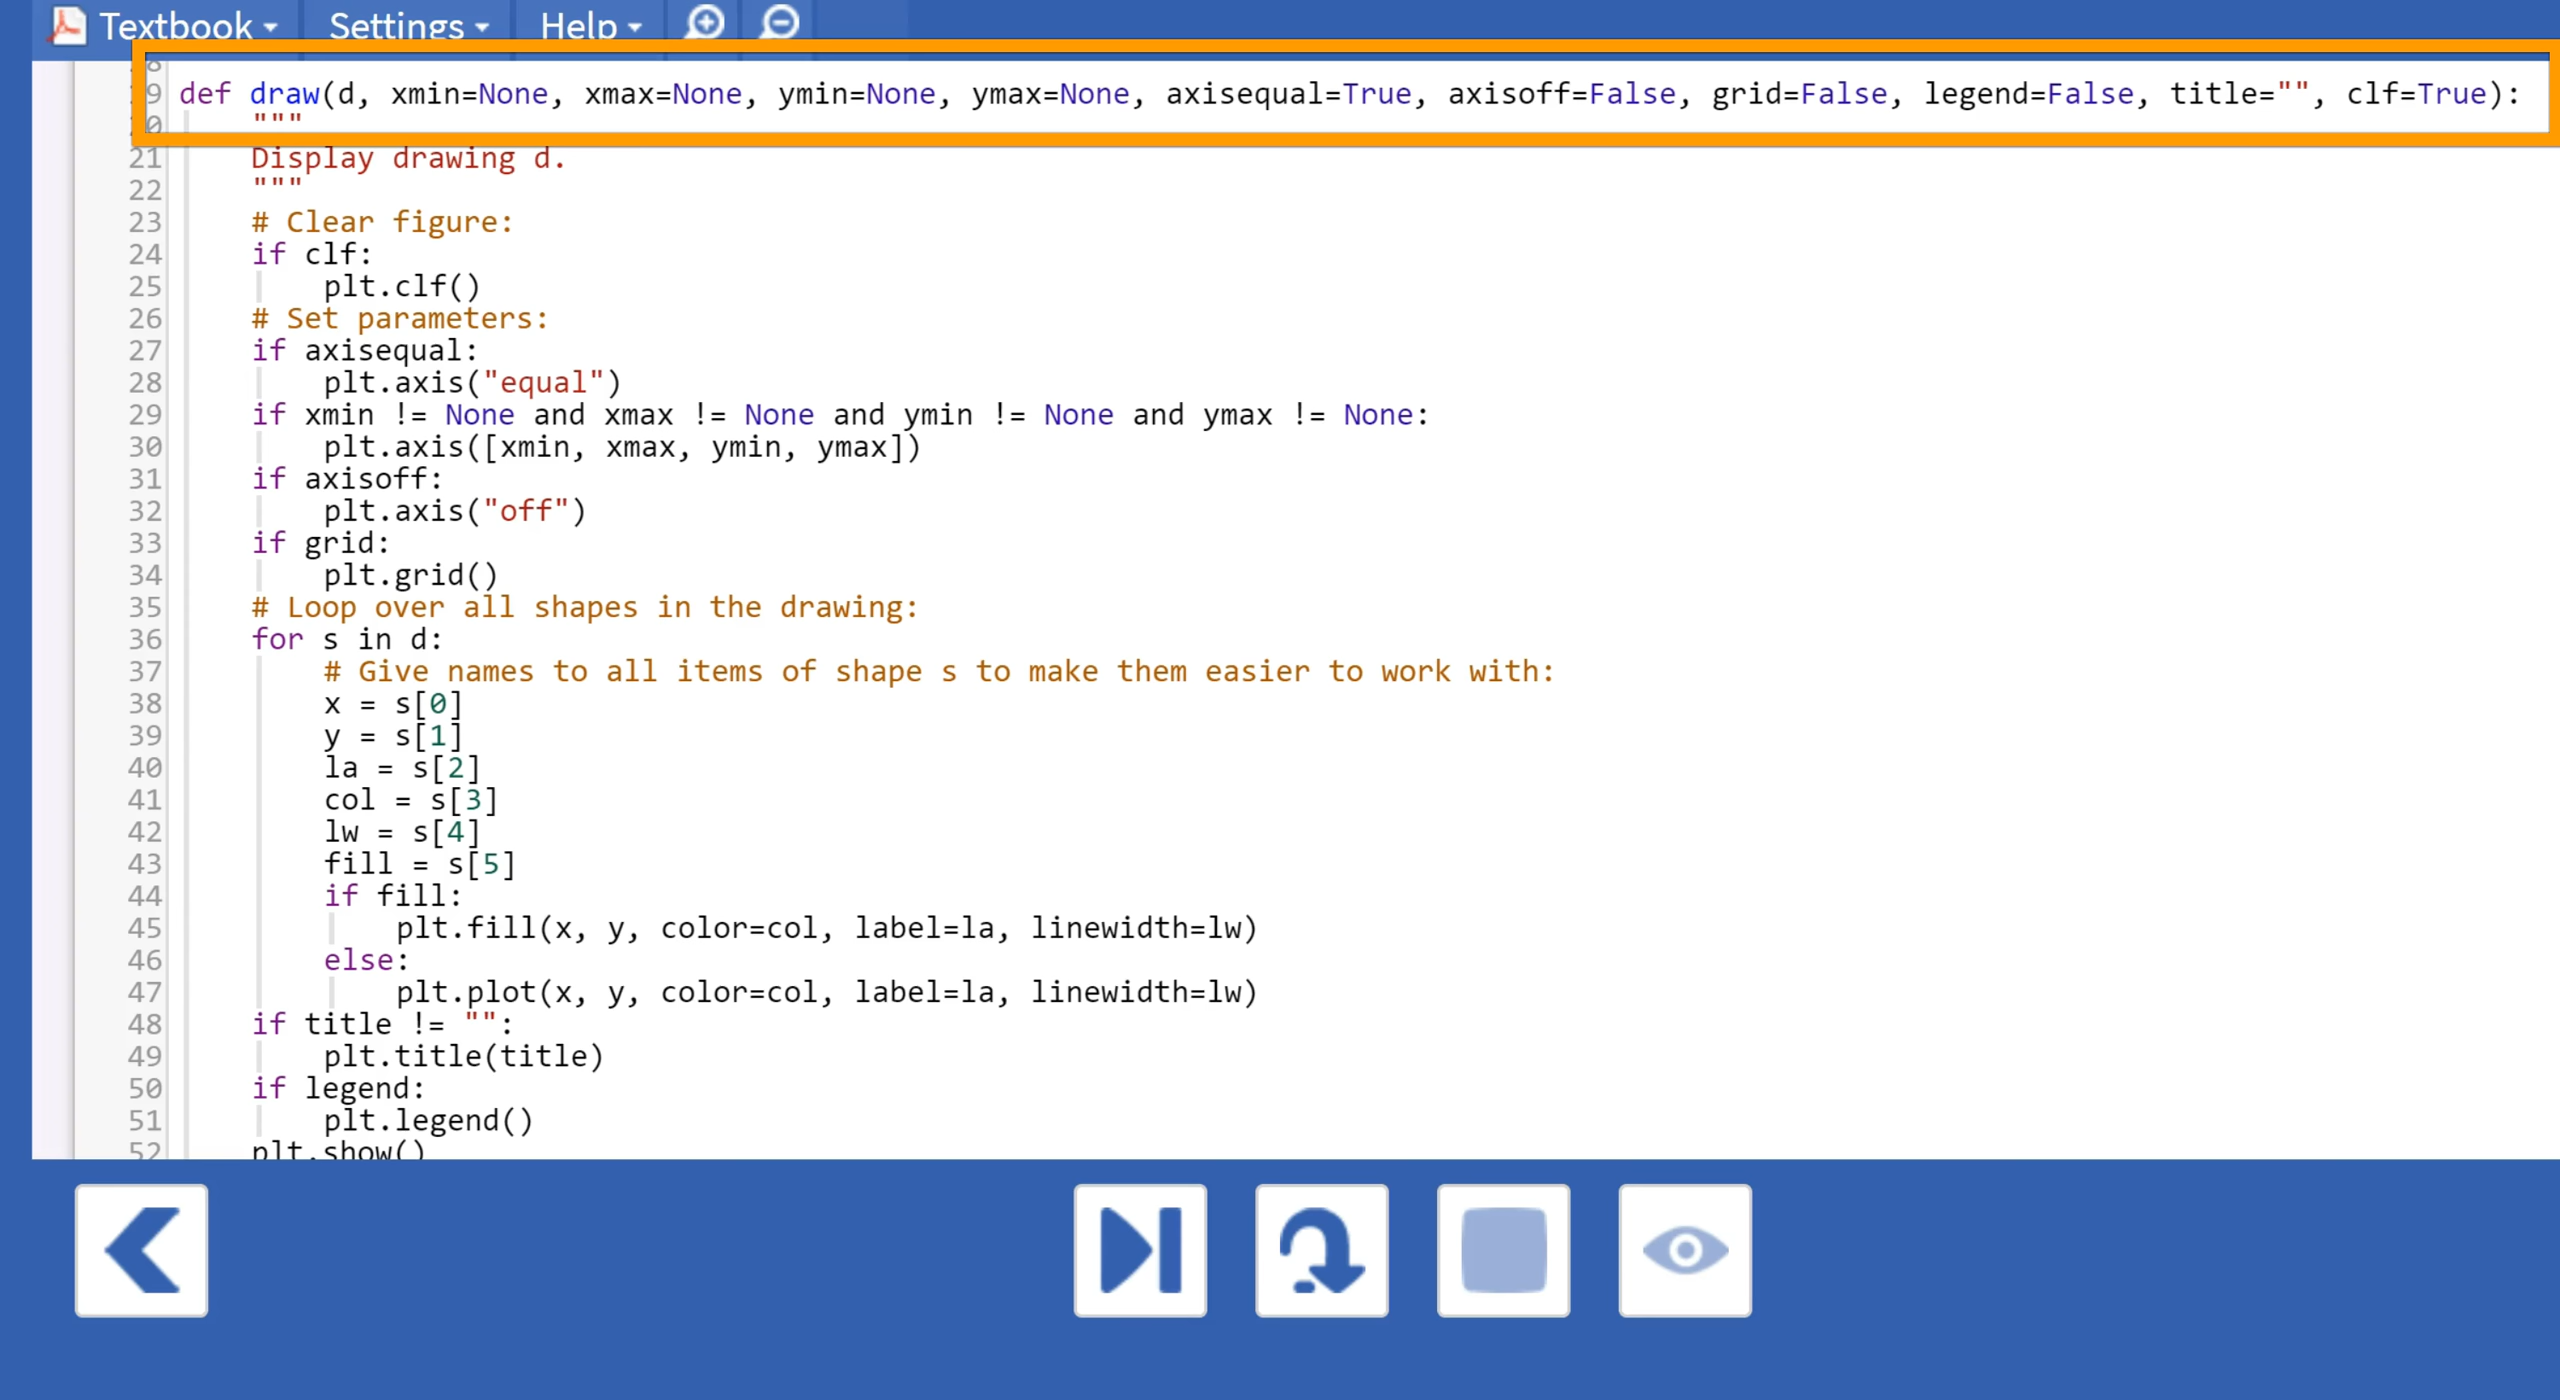 Textbook Settings Help
8
19 def draw(d, xmin=None, xmax=None, ymin=None, ymax=None, axisequal=True, axisoff=False, grid=False, legend=False, title="", clf=True):
20     """
21     Display drawing d.
22     """
23     # Clear figure:
24     if clf:
25         plt.clf()
26     # Set parameters:
27     if axisequal:
28         plt.axis("equal")
29     if xmin != None and xmax != None and ymin != None and ymax != None:
30         plt.axis([xmin, xmax, ymin, ymax])
31     if axisoff:
32         plt.axis("off")
33     if grid:
34         plt.grid()
35     # Loop over all shapes in the drawing:
36     for s in d:
37         # Give names to all items of shape s to make them easier to work with:
38         x = s[0]
39         y = s[1]
40         la = s[2]
41         col = s[3]
42         lw = s[4]
43         fill = s[5]
44         if fill:
45             plt.fill(x, y, color=col, label=la, linewidth=lw)
46         else:
47             plt.plot(x, y, color=col, label=la, linewidth=lw)
48     if title != "":
49         plt.title(title)
50     if legend:
51         plt.legend()
52     plt.show()